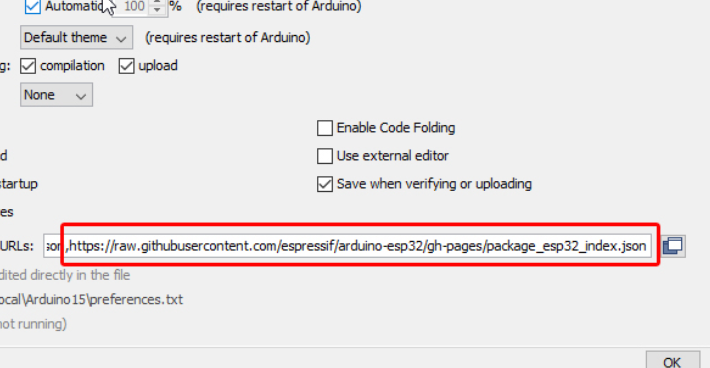 Automatic 100 % (requires restart of Arduino)
Default theme (requires restart of Arduino)
g: compilation upload
None
Enable Code Folding
d Use external editor
startup Save when verifying or uploading
es
URLs: son,https://raw.githubusercontent.com/espressif/arduino-esp32/gh-pages/package_esp32_index.json
dited directly in the file
ocal\Arduino15\preferences.txt
not running)
OK